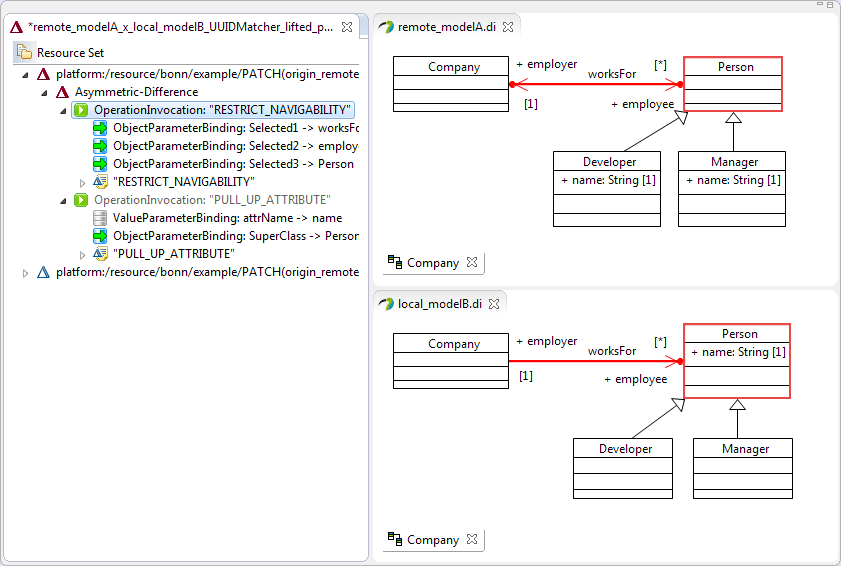 *remote_modelA_x_local_modelB_UUIDMatcher_lifted_p...
Resource Set
platform:/resource/bonn/example/PATCH(origin_remote
Asymmetric-Difference
OperationInvocation: "RESTRICT_NAVIGABILITY"
ObjectParameterBinding: Selected1 -> worksFo
ObjectParameterBinding: Selected2 -> employ
ObjectParameterBinding: Selected3 -> Person
"RESTRICT_NAVIGABILITY"
OperationInvocation: "PULL_UP_ATTRIBUTE"
ValueParameterBinding: attrName -> name
ObjectParameterBinding: SuperClass -> Person
"PULL_UP_ATTRIBUTE"
platform:/resource/bonn/example/PATCH(origin_remote
remote_modelA.di
Company
+ employer
worksFor
[*]
Person
[1]
+ employee
Developer
+ name: String [1]
Manager
+ name: String [1]
Company
local_modelB.di
Company
+ employer
worksFor
[*]
Person
+ name: String [1]
[1]
+ employee
Developer
Manager
Company